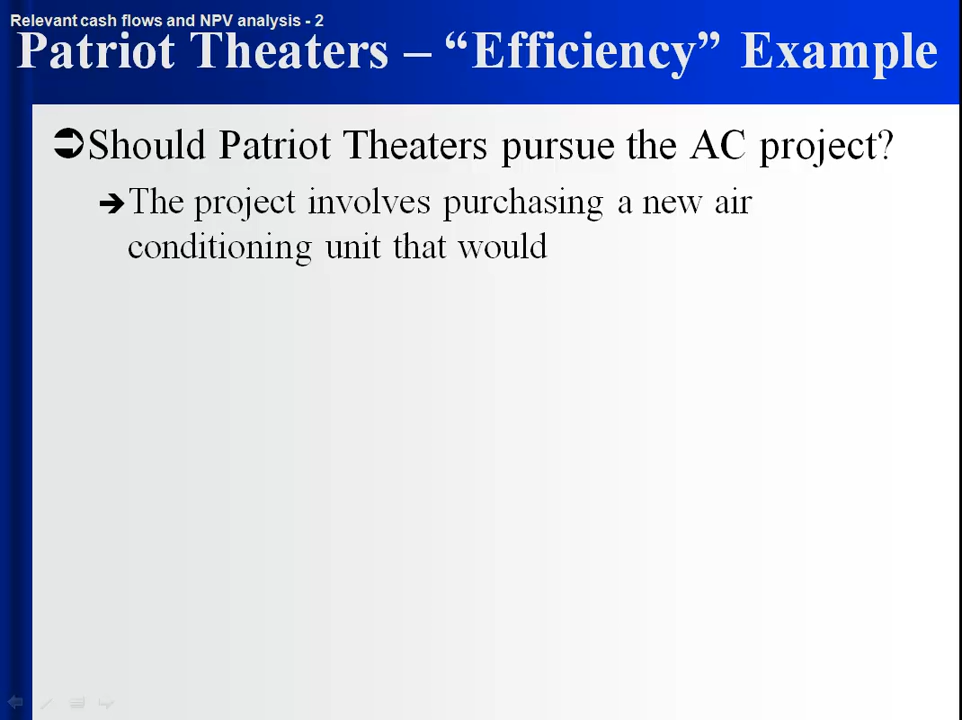 Relevant cash flows and NPV analysis - 2
Patriot Theaters – “Efficiency” Example
Should Patriot Theaters pursue the AC project?
The project involves purchasing a new air
conditioning unit that would